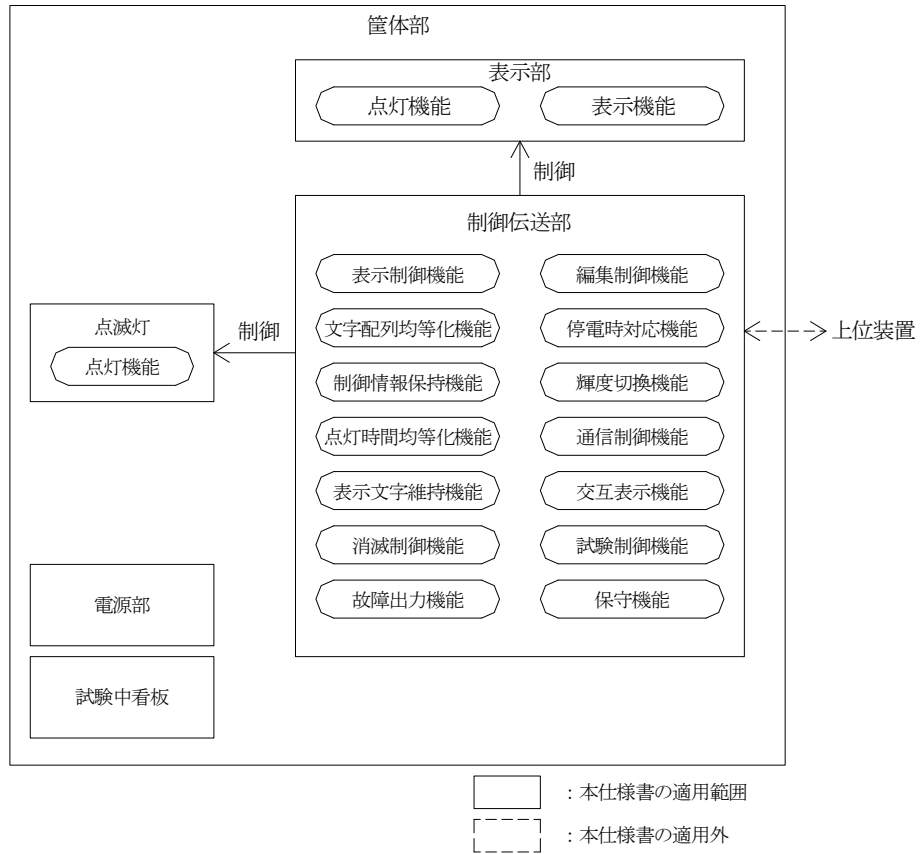 筐体部
表示部
点灯機能
表示機能
制御
制御伝送部
表示制御機能
編集制御機能
文字配列均等化機能
停電時対応機能
制御情報保持機能
輝度切換機能
点灯時間均等化機能
通信制御機能
表示文字維持機能
交互表示機能
消滅制御機能
試験制御機能
故障出力機能
保守機能
上位装置
制御
点滅灯
点灯機能
電源部
試験中看板
：本仕様書の適用範囲
：本仕様書の適用外